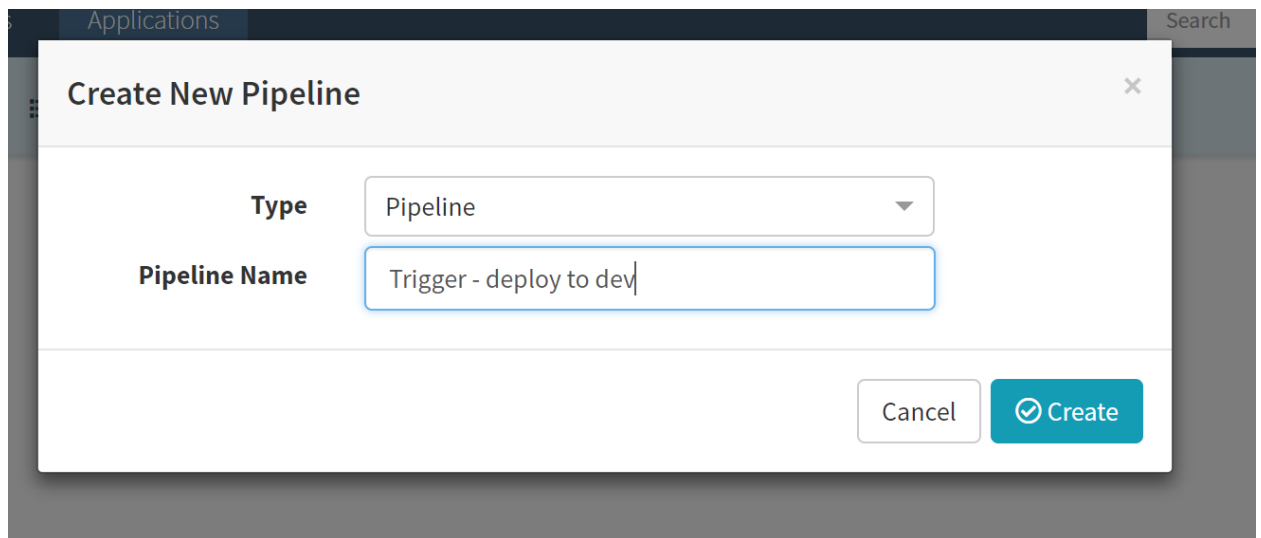 Applications
Search
Create New Pipeline
×
Type
Pipeline
Pipeline Name
Trigger - deploy to dev
Cancel
Create